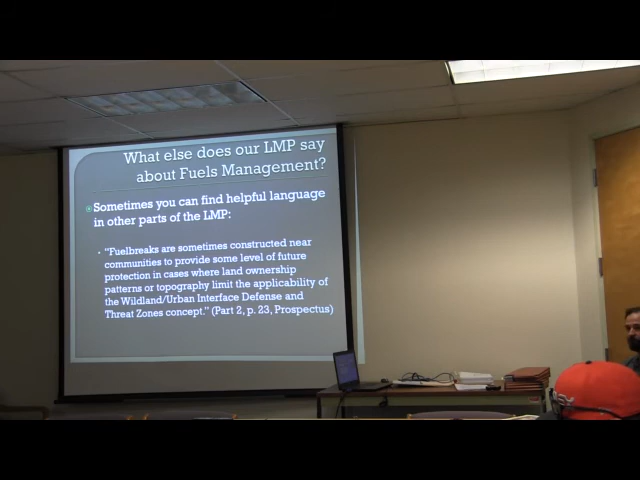 What else does our LMP say
about Fuels Management?
Sometimes you can find helpful language
in other parts of the LMP:
• "Fuelbreaks are sometimes constructed near
communities to provide some level of future
protection in cases where land ownership
patterns or topography limit the applicability of
the Wildland/Urban Interface Defense and
Threat Zones concept." (Part 2, p. 23, Prospectus)